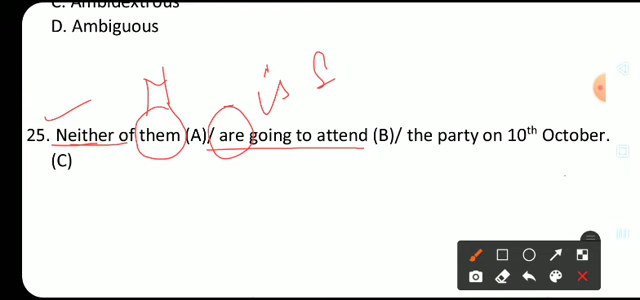 C. Ambidextrous
D. Ambiguous
is S
25. Neither of them (A)/ are going to attend (B)/ the party on 10th October.
(C)